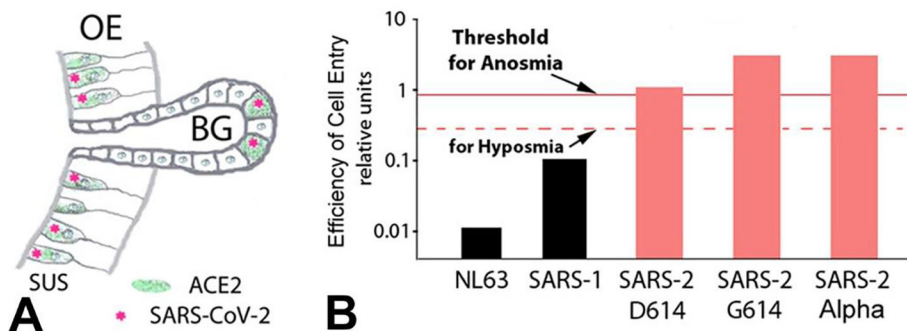 OE
BG
SUS
ACE2
SARS-CoV-2
A
Efficiency of Cell Entry
relative units
10
1
0.1
0.01
Threshold
for Anosmia
for Hyposmia
NL63
SARS-1
SARS-2
D614
SARS-2
G614
SARS-2
Alpha
B